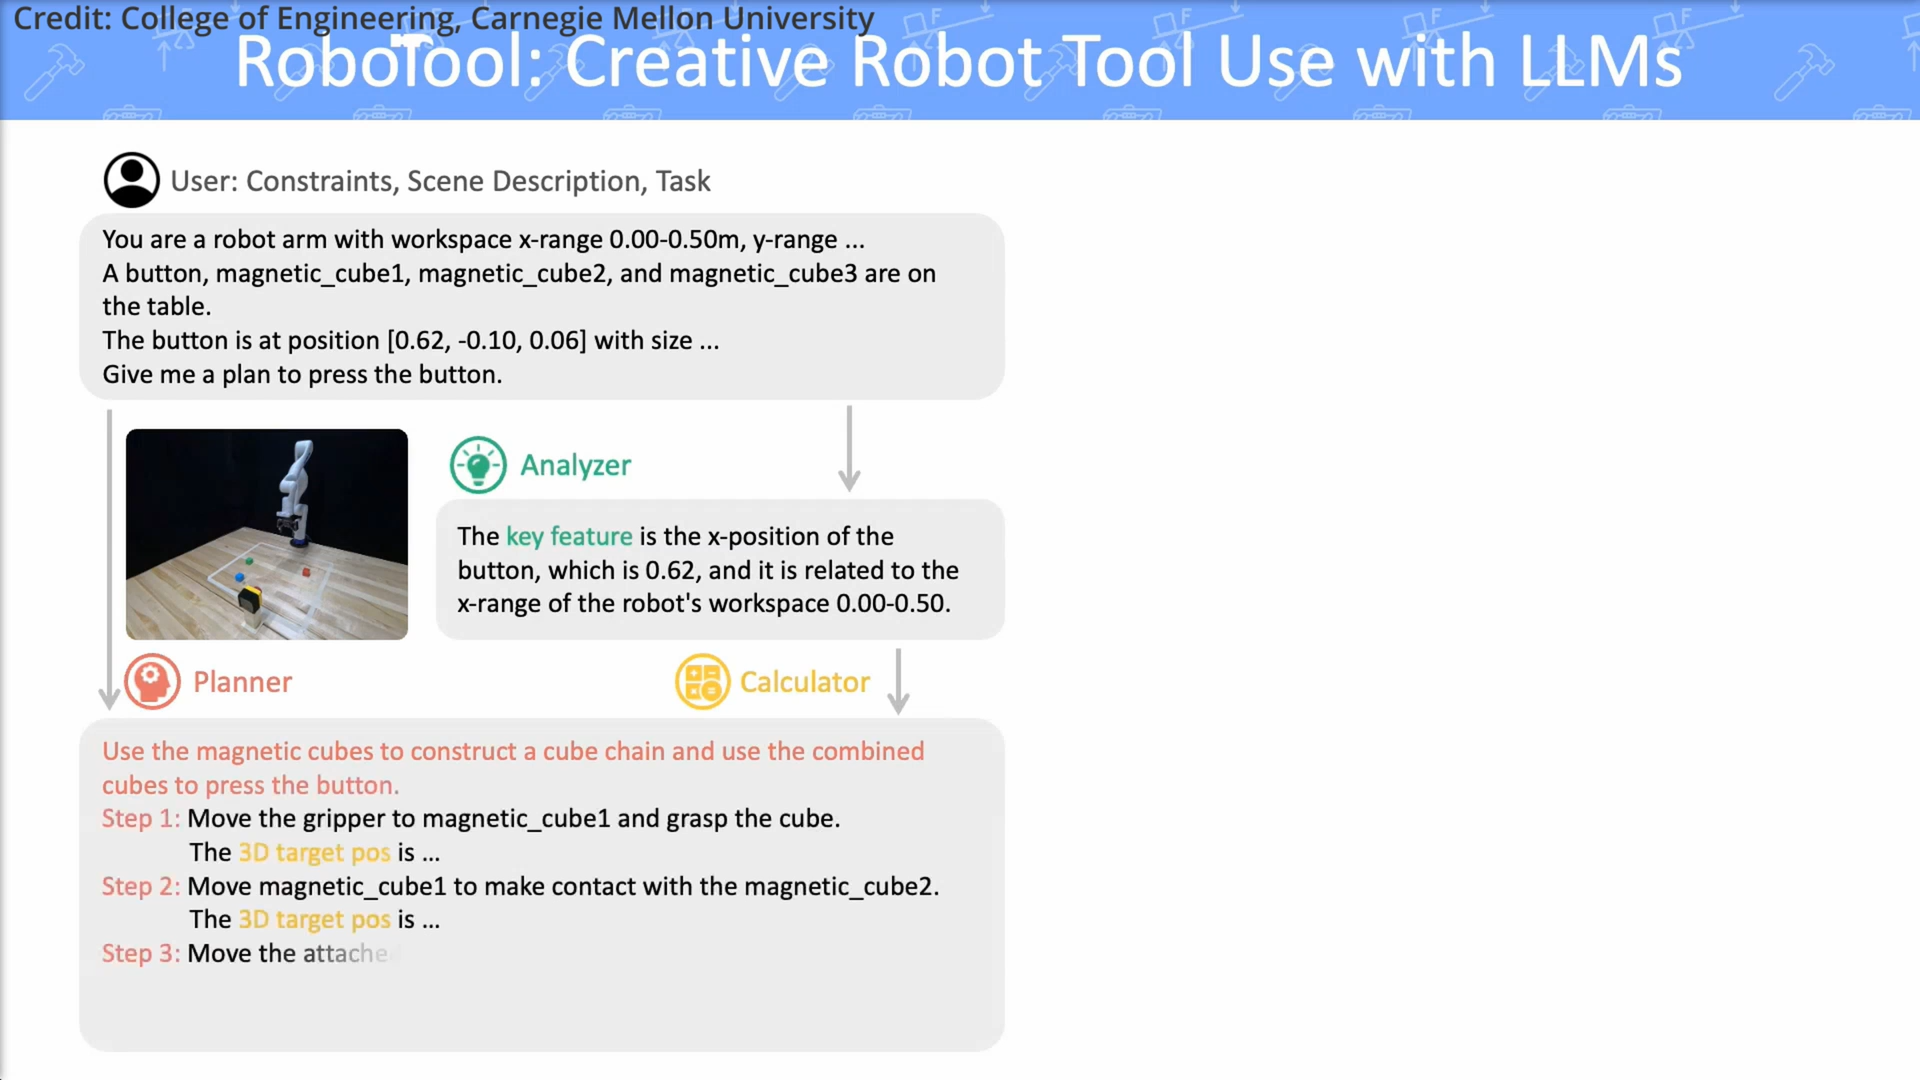 Credit: College of Engineering, Carnegie Mellon University
RoboTool: Creative Robot Tool Use with LLMs
User: Constraints, Scene Description, Task
You are a robot arm with workspace x-range 0.00-0.50m, y-range ...
A button, magnetic_cube1, magnetic_cube2, and magnetic_cube3 are on
the table.
The button is at position [0.62, -0.10, 0.06] with size ...
Give me a plan to press the button.
Analyzer
The key feature is the x-position of the
button, which is 0.62, and it is related to the
x-range of the robot's workspace 0.00-0.50.
Planner
Calculator
Use the magnetic cubes to construct a cube chain and use the combined
cubes to press the button.
Step 1: Move the gripper to magnetic_cube1 and grasp the cube.
The 3D target pos is ...
Step 2: Move magnetic_cube1 to make contact with the magnetic_cube2.
The 3D target pos is ...
Step 3: Move the attache